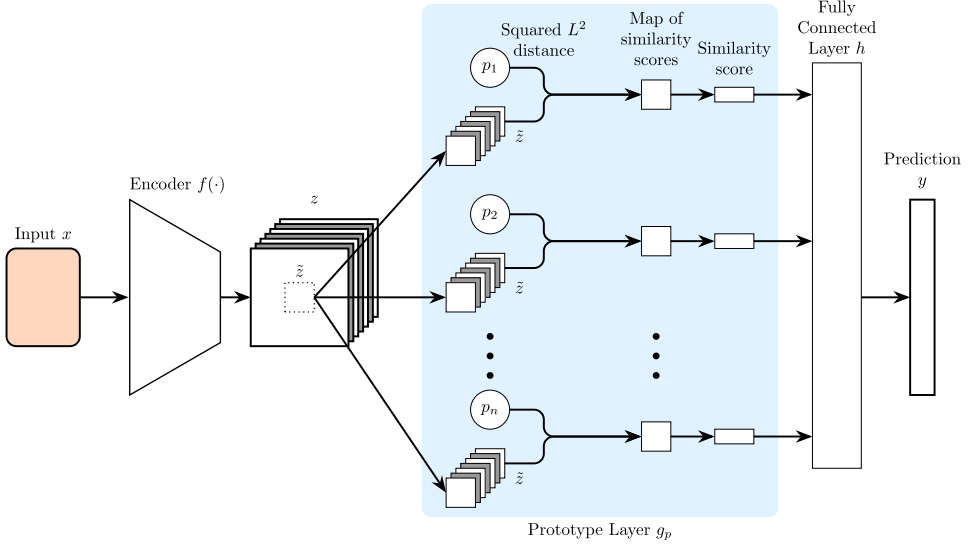 Input $x$
Encoder $f(\cdot)$
$z$
$\tilde{z}$
Squared $L^2$
distance
Map of
similarity
scores
Similarity
score
$p_1$
$\tilde{z}$
$p_2$
$\tilde{z}$
$p_n$
$\tilde{z}$
Prototype Layer $g_p$
Fully
Connected
Layer $h$
Prediction
$y$